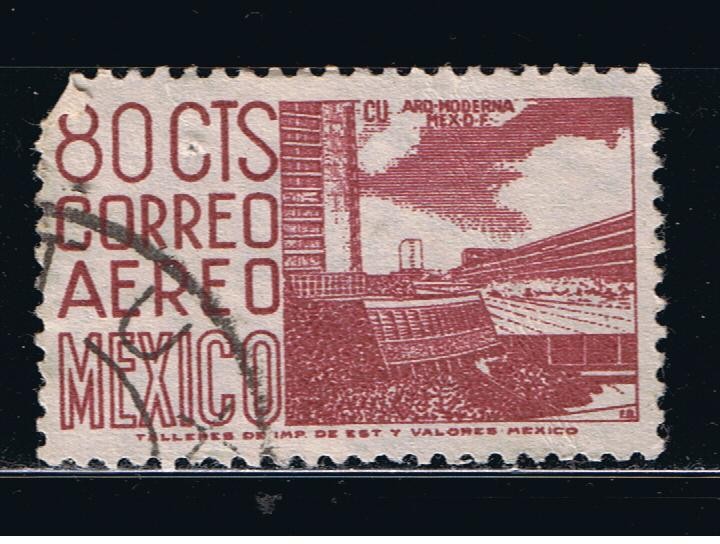 80 CTS
CORREO
AEREO
MEXICO
CU ARQ-MODERNA
MEX-D.F-
TALLERES DE IMP. DE EST Y VALORES-MEXICO